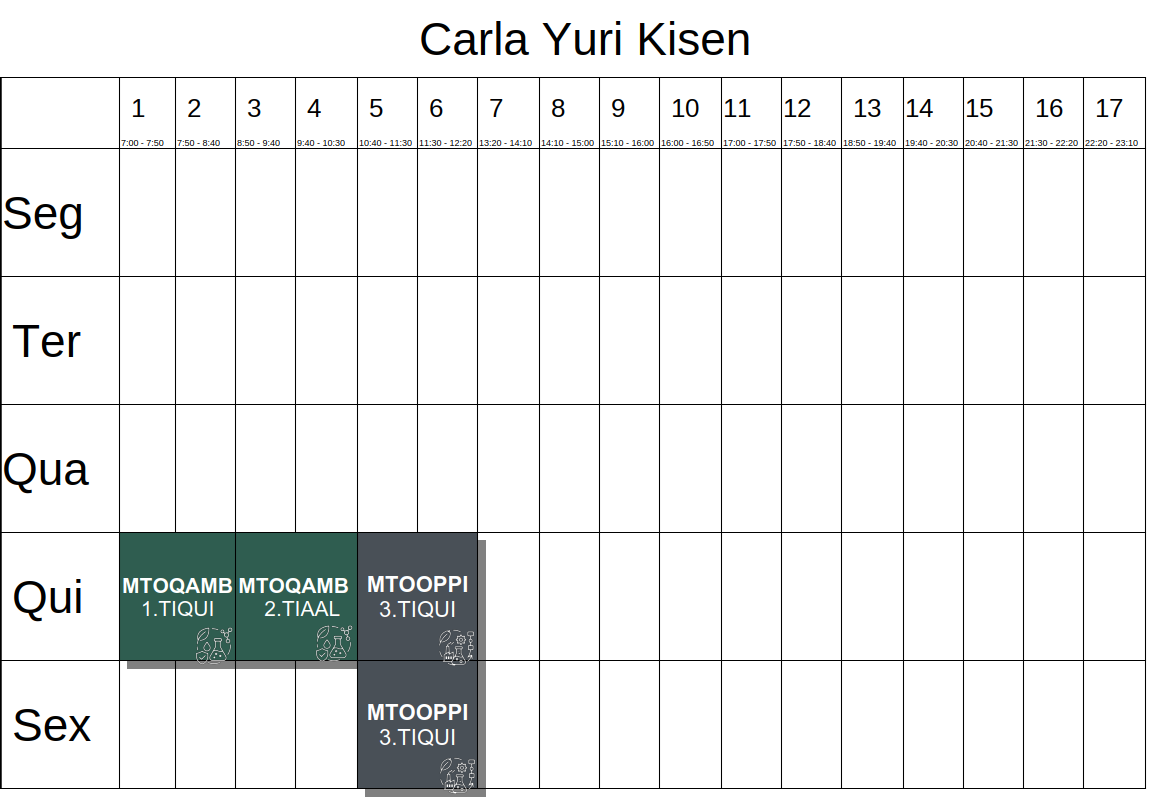 Carla Yuri Kisen
1 2 3 4 5 6 7 8 9 10 11 12 13 14 15 16 17
7:00 - 7:50 7:50 - 8:40 8:50 - 9:40 9:40 - 10:30 10:40 - 11:30 11:30 - 12:20 13:20 - 14:10 14:10 - 15:00 15:10 - 16:00 16:00 - 16:50 17:00 - 17:50 17:50 - 18:40 18:50 - 19:40 19:40 - 20:30 20:40 - 21:30 21:30 - 22:20 22:20 - 23:10
Seg
Ter
Qua
Qui
MTOQAMB MTOQAMB MTOOPPI
1.TIQUI 2.TIAAL 3.TIQUI
Sex
MTOOPPI
3.TIQUI